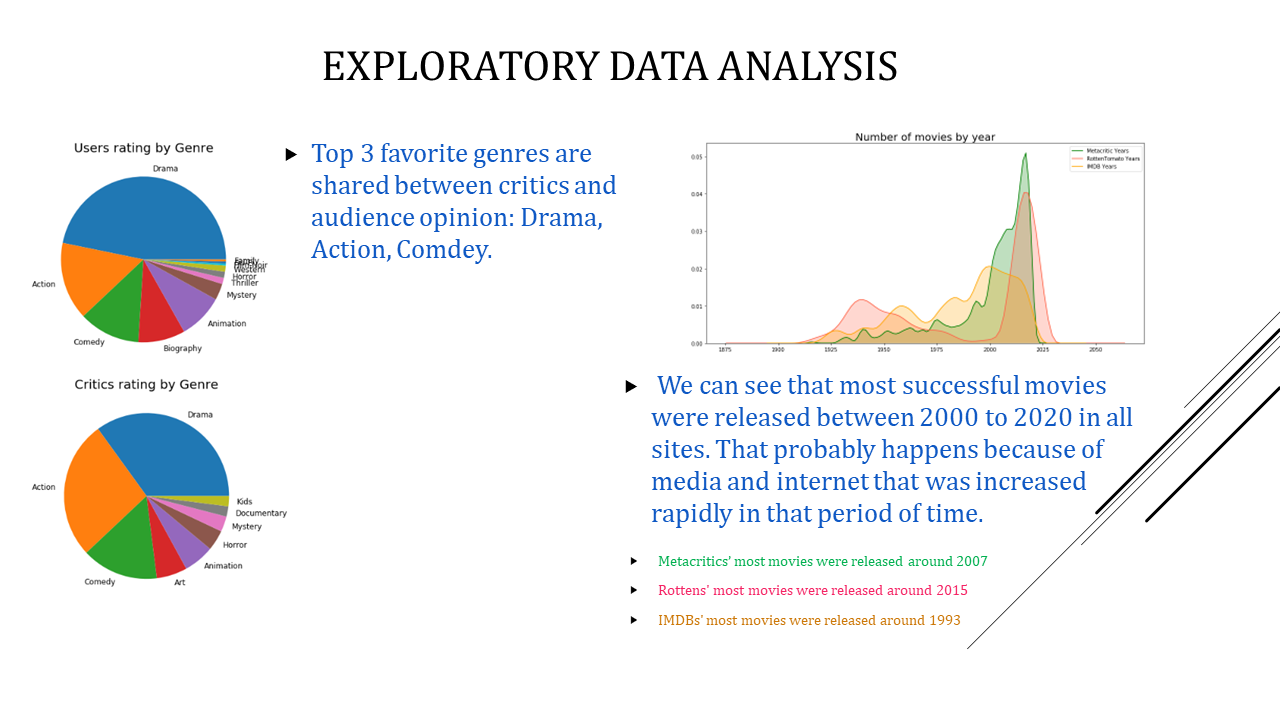 EXPLORATORY DATA ANALYSIS
Users rating by Genre
Drama
Action
Comedy
Biography
Animation
Mystery
Thriller
Horror
Western
Family
Top 3 favorite genres are
shared between critics and
audience opinion: Drama,
Action, Comdey.
Critics rating by Genre
Drama
Action
Comedy
Art
Animation
Horror
Mystery
Documentary
Kids
Number of movies by year
Metacritic Years
RottenTomato Years
IMDB Years
0.05
0.04
0.03
0.02
0.01
0.00
1875 1900 1925 1950 1975 2000 2025 2050
We can see that most successful movies
were released between 2000 to 2020 in all
sites. That probably happens because of
media and internet that was increased
rapidly in that period of time.
Metacritics' most movies were released around 2007
Rottens' most movies were released around 2015
IMDBs' most movies were released around 1993